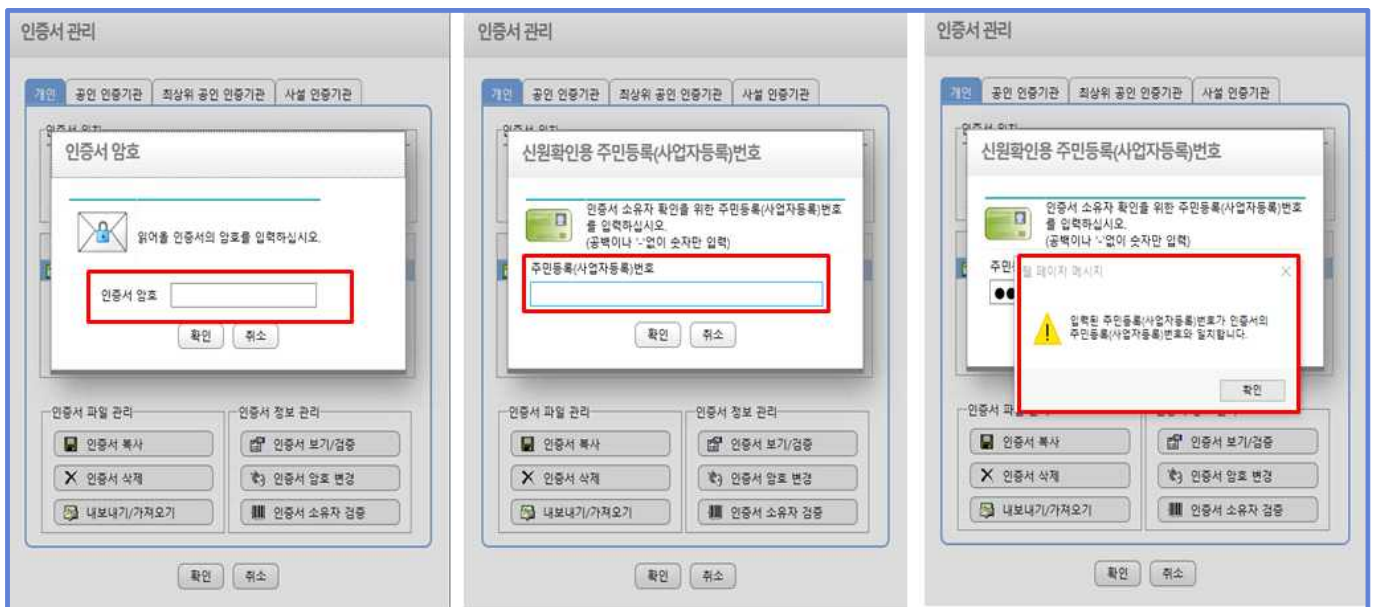 인증서 관리
개인 공인 인증기관 최상위 공인 인증기관 사설 인증기관
인증서 암호
읽어올 인증서의 암호를 입력하십시오.
인증서 암호
확인 취소
인증서 파일 관리 인증서 정보 관리
인증서 복사 인증서 보기/검증
인증서 삭제 인증서 암호 변경
내보내기/가져오기 인증서 소유자 검증
확인 취소
인증서 관리
개인 공인 인증기관 최상위 공인 인증기관 사설 인증기관
신원확인용 주민등록(사업자등록)번호
인증서 소유자 확인을 위한 주민등록(사업자등록)번호
를 입력하십시오.
(공백이나 '-'없이 숫자만 입력)
주민등록(사업자등록)번호
확인 취소
인증서 파일 관리 인증서 정보 관리
인증서 복사 인증서 보기/검증
인증서 삭제 인증서 암호 변경
내보내기/가져오기 인증서 소유자 검증
확인 취소
인증서 관리
개인 공인 인증기관 최상위 공인 인증기관 사설 인증기관
신원확인용 주민등록(사업자등록)번호
인증서 소유자 확인을 위한 주민등록(사업자등록)번호
를 입력하십시오.
(공백이나 '-'없이 숫자만 입력)
웹 페이지 메시지
입력된 주민등록(사업자등록)번호가 인증서의
주민등록(사업자등록)번호와 일치합니다.
확인
인증서 복사 인증서 보기/검증
인증서 삭제 인증서 암호 변경
내보내기/가져오기 인증서 소유자 검증
확인 취소